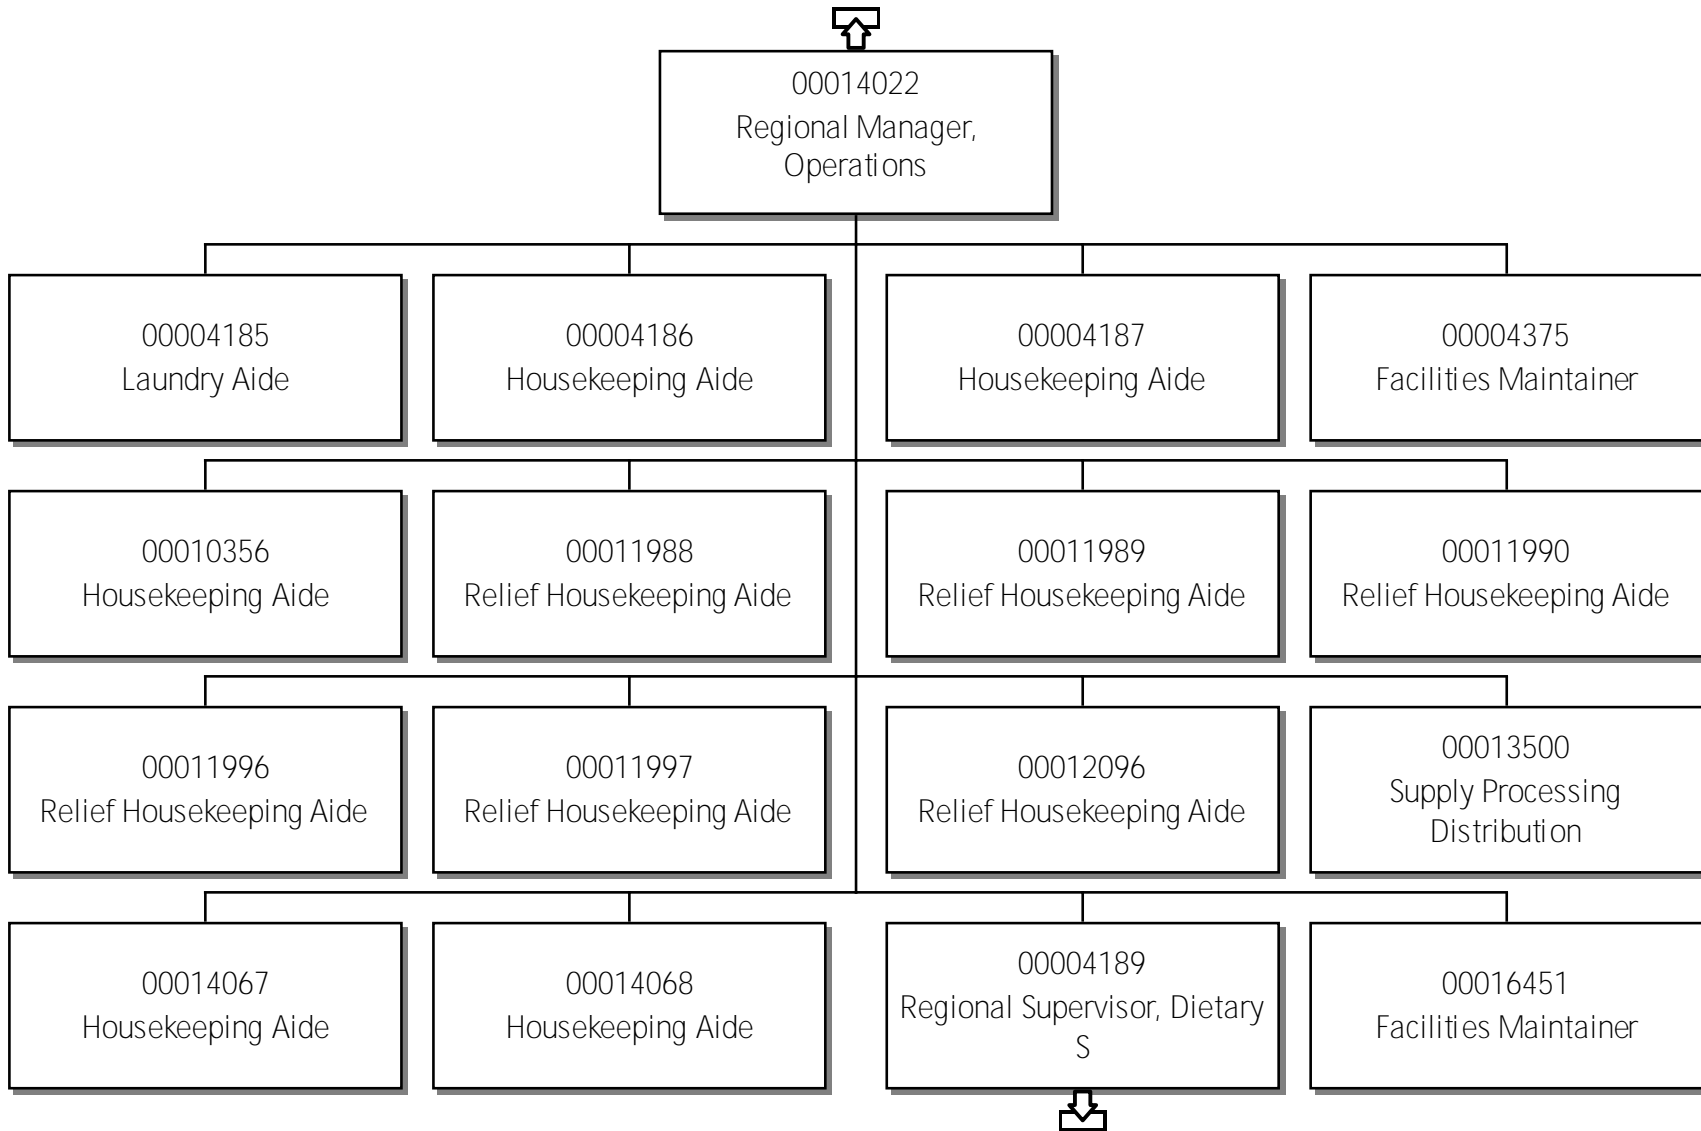 00014022
Regional Manager,
Operations
00004185
Laundry Aide
00004186
Housekeeping Aide
00004187
Housekeeping Aide
00004375
Facilities Maintainer
00010356
Housekeeping Aide
00011988
Relief Housekeeping Aide
00011989
Relief Housekeeping Aide
00011990
Relief Housekeeping Aide
00011996
Relief Housekeeping Aide
00011997
Relief Housekeeping Aide
00012096
Relief Housekeeping Aide
00013500
Supply Processing
Distribution
00014067
Housekeeping Aide
00014068
Housekeeping Aide
00004189
Regional Supervisor, Dietary
S
00016451
Facilities Maintainer